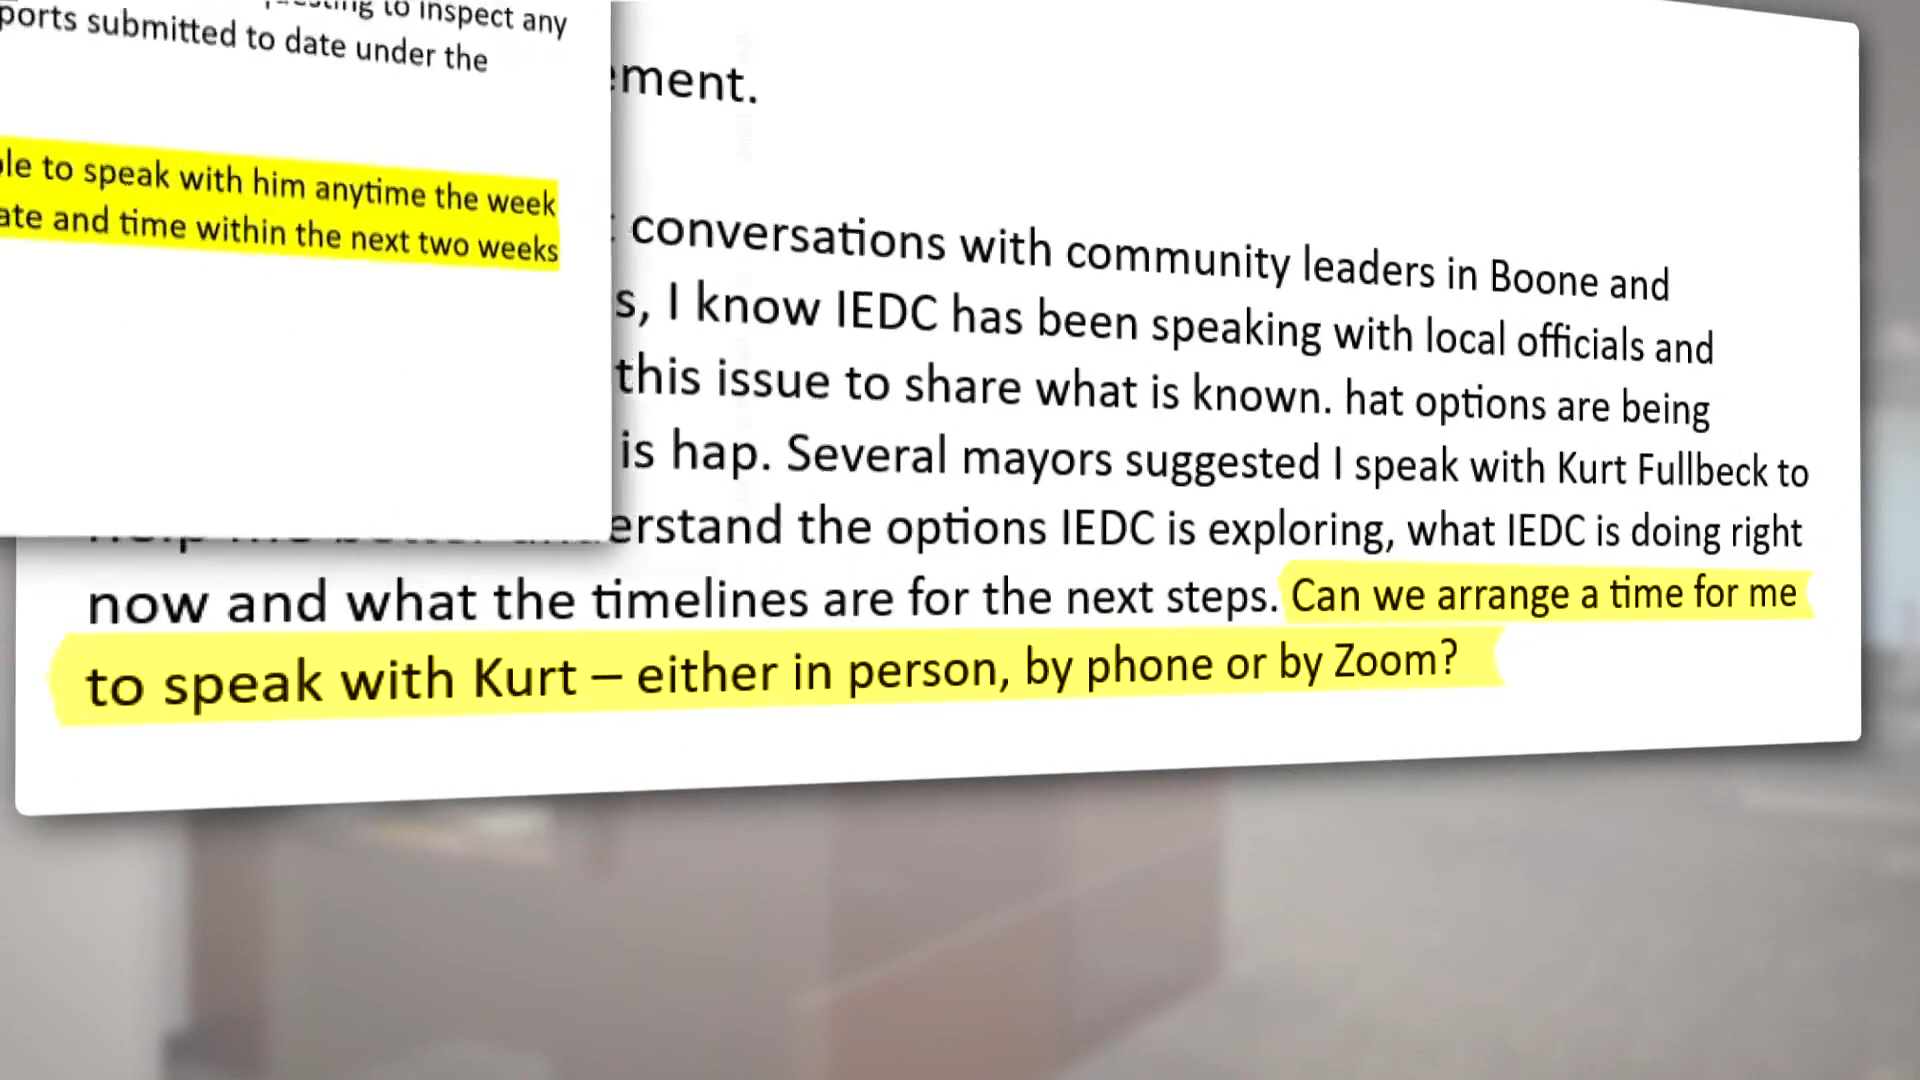 to inspect any
ports submitted to date under the
to speak with him anytime the week
and time within the next two weeks
ement.
conversations with community leaders in Boone and
s, I know IEDC has been speaking with local officials and
this issue to share what is known. hat options are being
is hap. Several mayors suggested I speak with Kurt Fullbeck to
erstand the options IEDC is exploring, what IEDC is doing right
now and what the timelines are for the next steps. Can we arrange a time for me
to speak with Kurt – either in person, by phone or by Zoom?